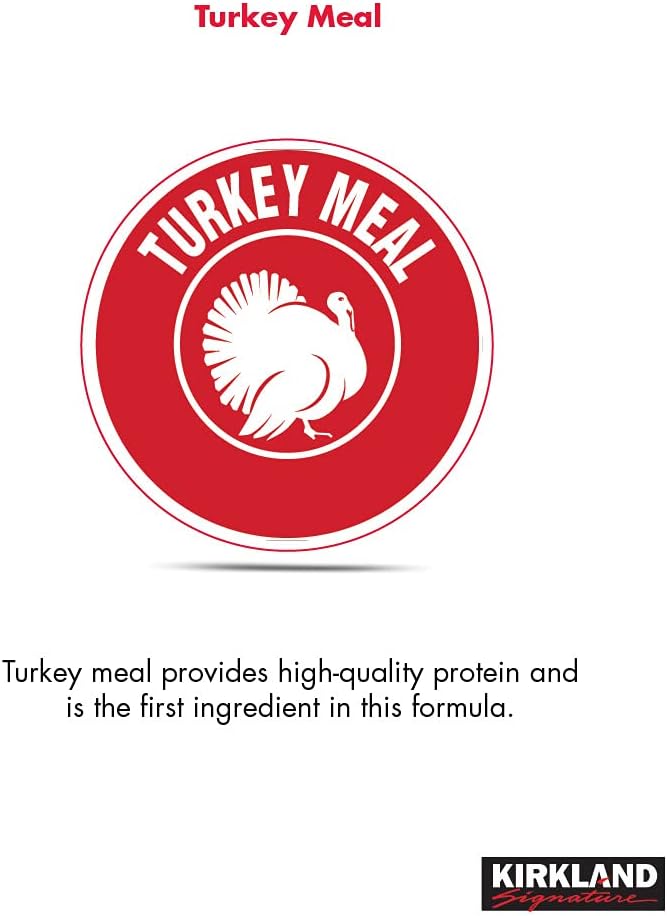 Turkey Meal
TURKEY MEAL
Turkey meal provides high-quality protein and
is the first ingredient in this formula.
KIRKLAND
Signature